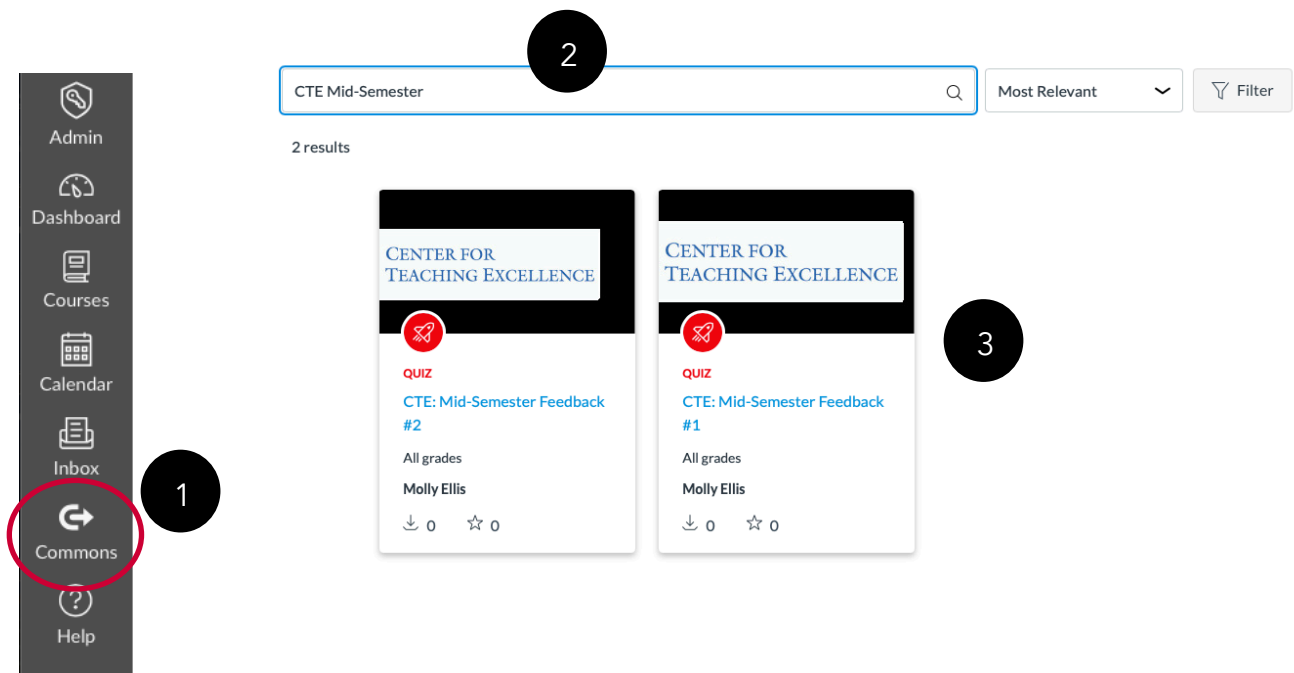 Admin
Dashboard
Courses
Calendar
Inbox
Commons
Help
1
2
CTE Mid-Semester
Most Relevant
Filter
2 results
CENTER FOR
TEACHING EXCELLENCE
QUIZ
CTE: Mid-Semester Feedback
#2
All grades
Molly Ellis
0 0
CENTER FOR
TEACHING EXCELLENCE
QUIZ
CTE: Mid-Semester Feedback
#1
All grades
Molly Ellis
0 0
3